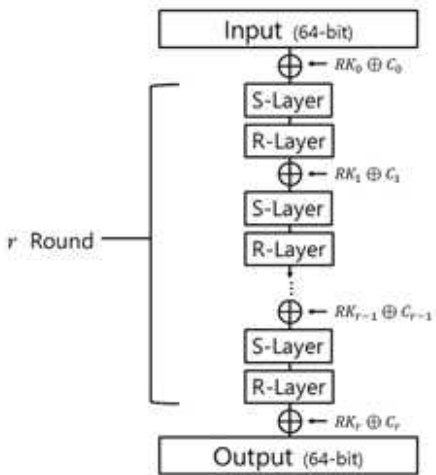 Input (64-bit)
RK₀ ⊕ C₀
S-Layer
R-Layer
RK₁ ⊕ C₁
S-Layer
r Round
R-Layer
RKᵣ₋₁ ⊕ Cᵣ₋₁
S-Layer
R-Layer
RKᵣ ⊕ Cᵣ
Output (64-bit)